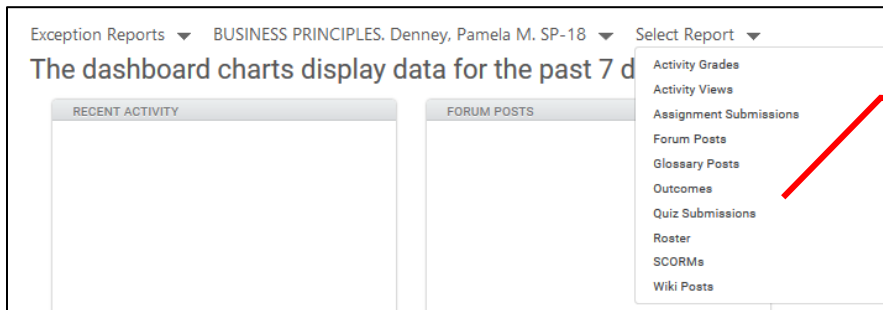 Exception Reports BUSINESS PRINCIPLES. Denney, Pamela M. SP-18 Select Report
The dashboard charts display data for the past 7 d
RECENT ACTIVITY
FORUM POSTS
Activity Grades
Activity Views
Assignment Submissions
Forum Posts
Glossary Posts
Outcomes
Quiz Submissions
Roster
SCORMs
Wiki Posts